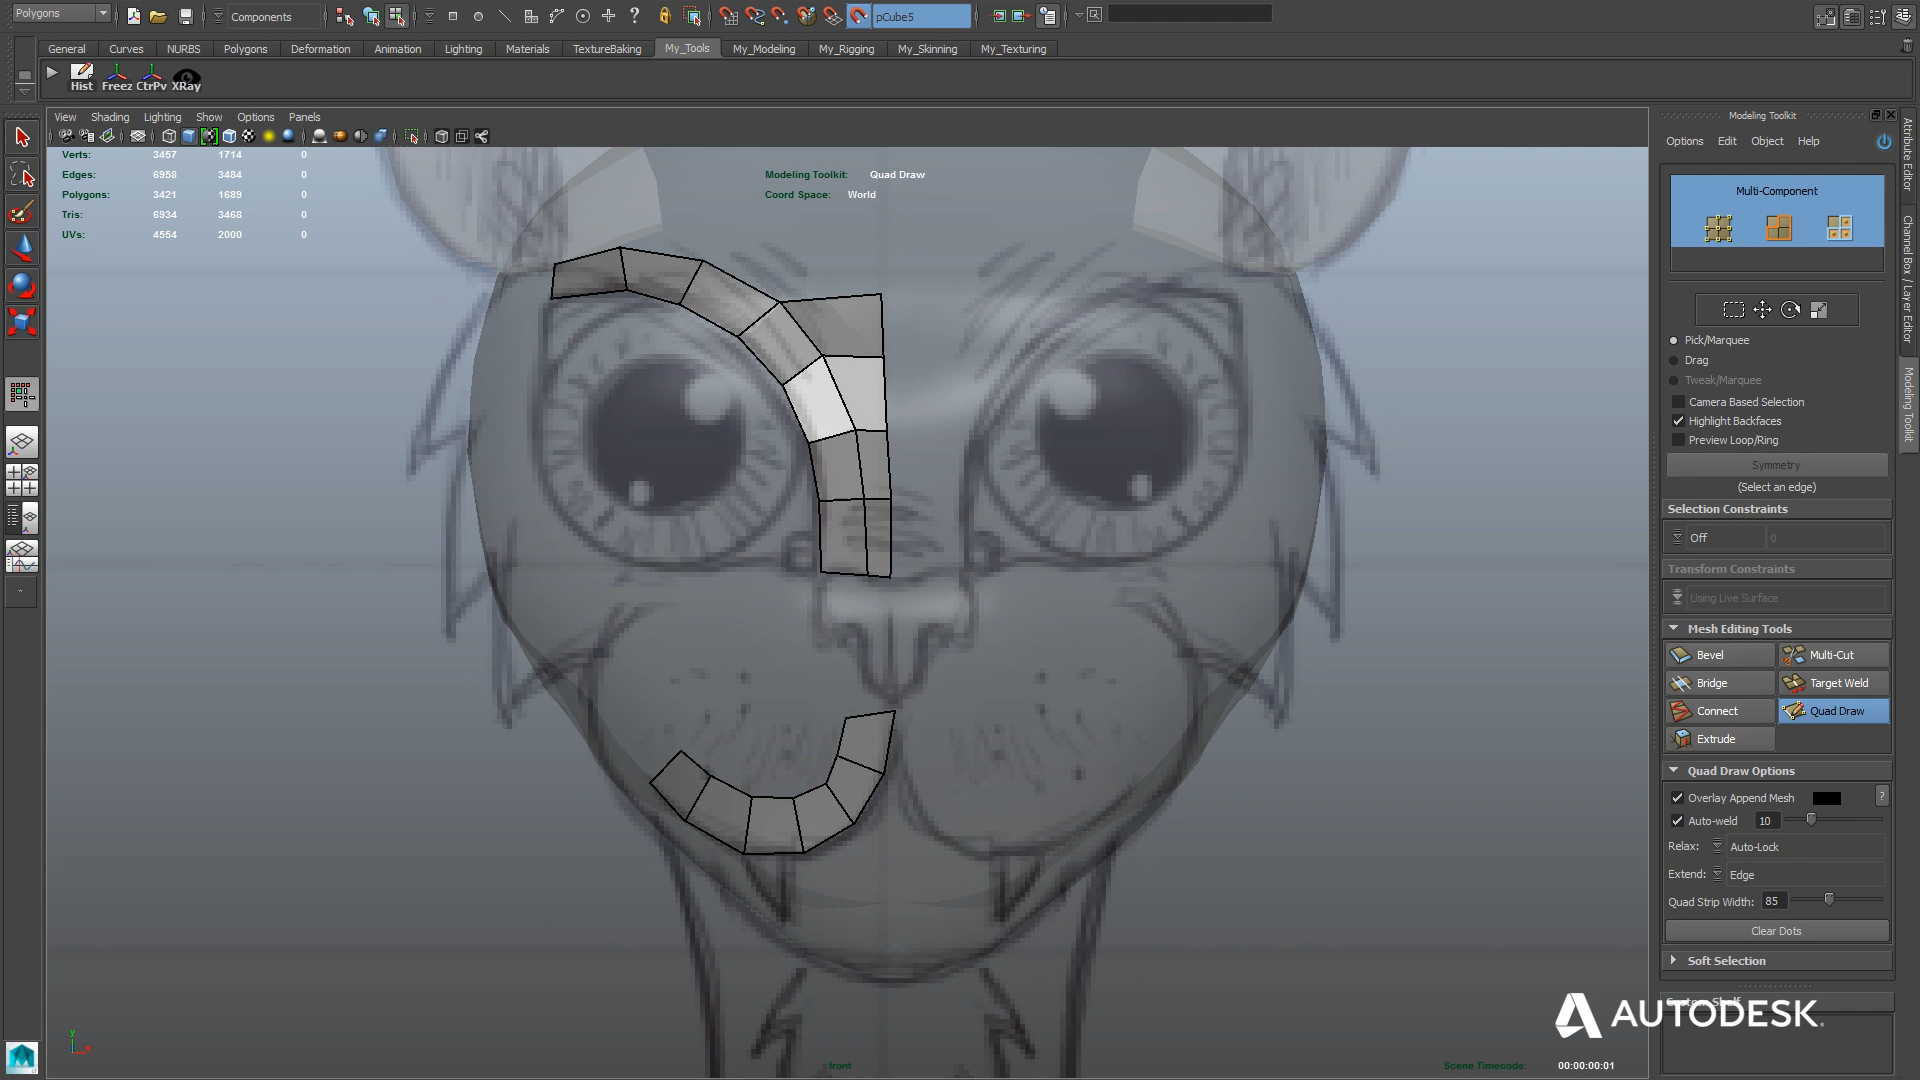 Polygons
Components
pCube5
General Curves NURBS Polygons Deformation Animation Lighting Materials TextureBaking My_Tools My_Modeling My_Rigging My_Skinning My_Texturing
Hist Freez CtrPv XRay
View Shading Lighting Show Options Panels
Verts: 3457 1714 0
Edges: 6958 3484 0
Polygons: 3421 1689 0
Tris: 6934 3468 0
UVs: 4554 2000 0
Modeling Toolkit: Quad Draw
Coord Space: World
front
Scene Timecode: 00:00:00:01
Modeling Toolkit
Options Edit Object Help
Multi-Component
Pick/Marquee
Drag
Tweak/Marquee
Camera Based Selection
Highlight Backfaces
Preview Loop/Ring
Symmetry
(Select an edge)
Selection Constraints
Off 0
Transform Constraints
Using Live Surface
Mesh Editing Tools
Bevel Multi-Cut
Bridge Target Weld
Connect Quad Draw
Extrude
Quad Draw Options
Overlay Append Mesh ?
Auto-weld 10
Relax: Auto-Lock
Extend: Edge
Quad Strip Width: 85
Clear Dots
Soft Selection
Custom Shelf
AUTODESK.
Attribute Editor
Channel Box / Layer Editor
Modeling Toolkit
y